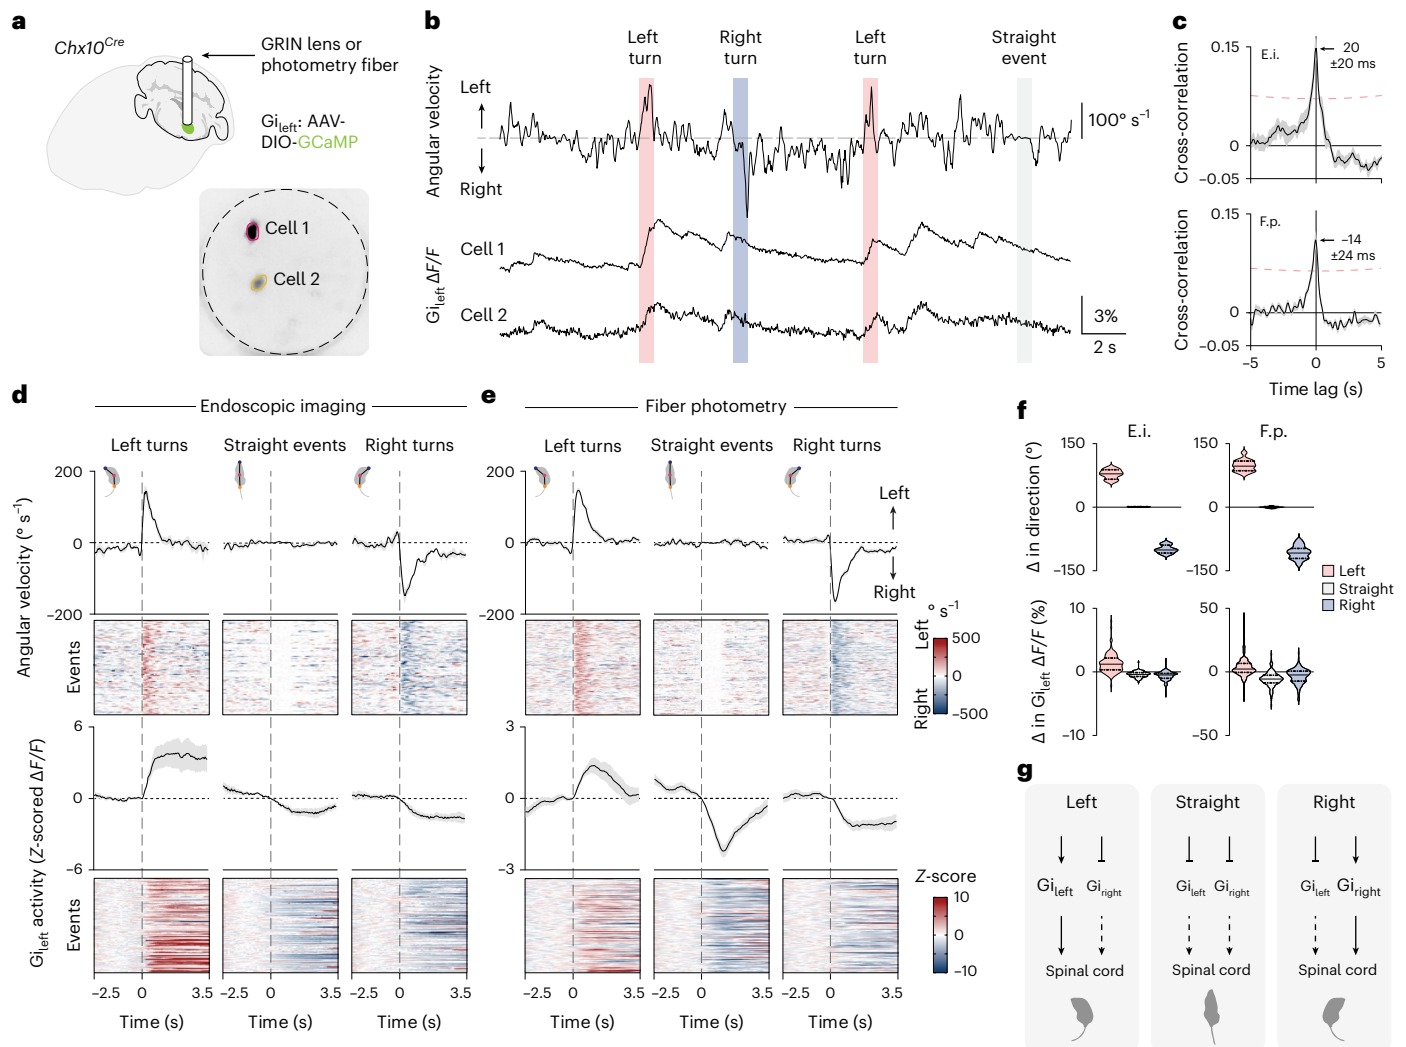 a
Chx10Cre
GRIN lens or
photometry fiber
Gileft: AAV-
DIO-GCaMP
Cell 1
Cell 2
b
Left
turn
Right
turn
Left
turn
Straight
event
Angular velocity
Left
Right
100° s−1
Gileft ΔF/F
Cell 1
Cell 2
3%
2 s
c
Cross-correlation
0.15
0
−0.05
E.i.
20
±20 ms
Cross-correlation
0.15
0
−0.05
F.p.
−14
±24 ms
−5
0
5
Time lag (s)
d
Endoscopic imaging
Left turns
Straight events
Right turns
Angular velocity (° s−1)
200
0
−200
Events
Gileft activity (Z-scored ΔF/F)
6
0
−6
Events
−2.5 0 3.5
−2.5 0 3.5
−2.5 0 3.5
Time (s)
Time (s)
Time (s)
e
Fiber photometry
Left turns
Straight events
Right turns
200
0
−200
Left
Right
° s−1
Left
Right
500
0
−500
3
0
−3
Z-score
10
0
−10
−2.5 0 3.5
−2.5 0 3.5
−2.5 0 3.5
Time (s)
Time (s)
Time (s)
f
E.i.
F.p.
Δ in direction (°)
150
0
−150
150
0
−150
Left
Straight
Right
Δ in Gileft ΔF/F (%)
10
0
−10
50
0
−50
g
Left
Straight
Right
Gileft Giright
Gileft Giright
Gileft Giright
Spinal cord
Spinal cord
Spinal cord